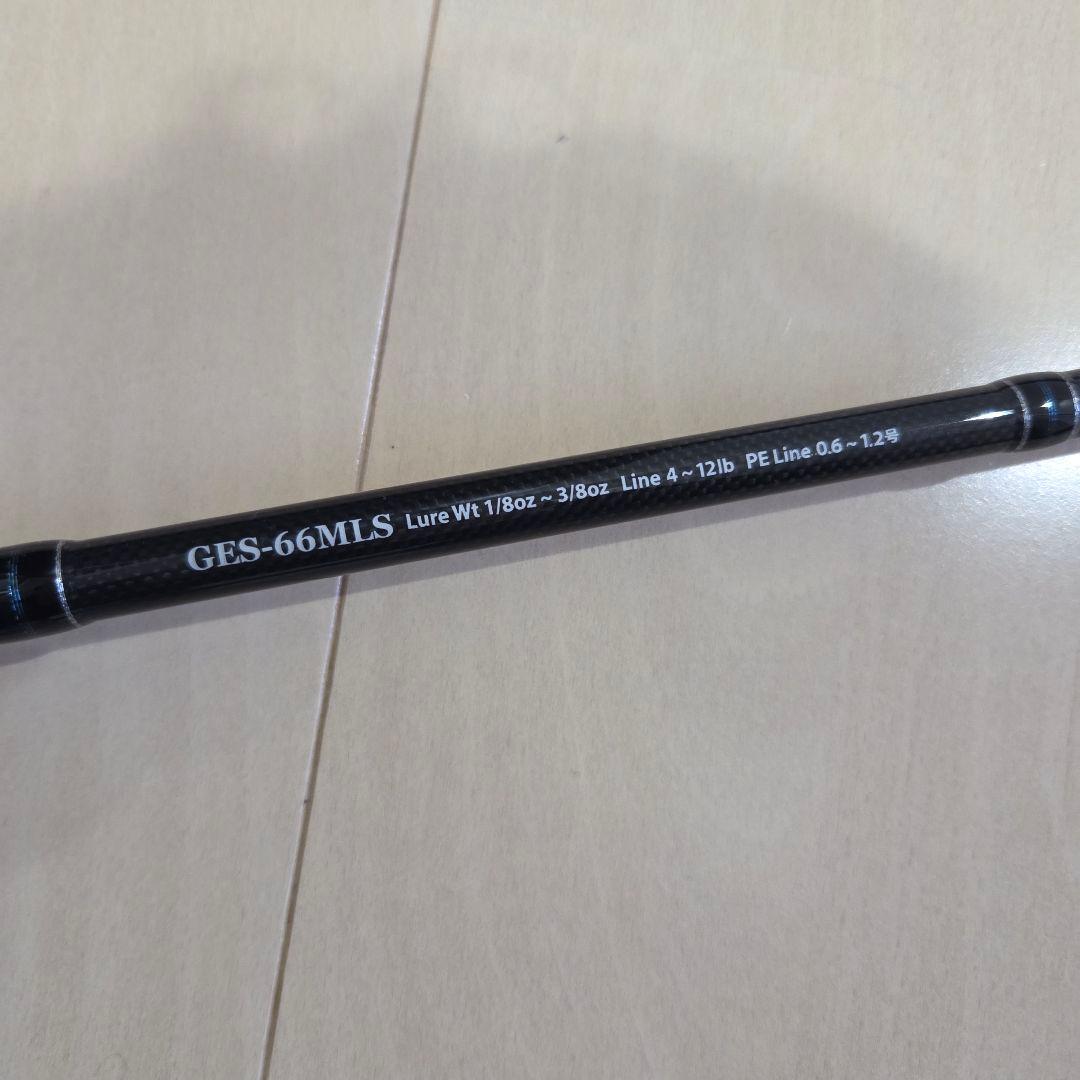 GES-66MLS Lure Wt 1/8oz ~ 3/8oz Line 4 ~ 12lb PE Line 0.6 ~ 1.2号